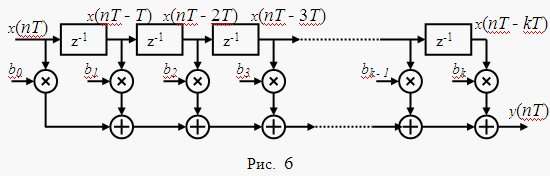 x(nT) x(nT - T) x(nT - 2T) x(nT - 3T) x(nT - kT)
z-1 z-1 z-1 z-1
b0 b1 b2 b3 bk-1 bk
y(nT)
Рис. 6